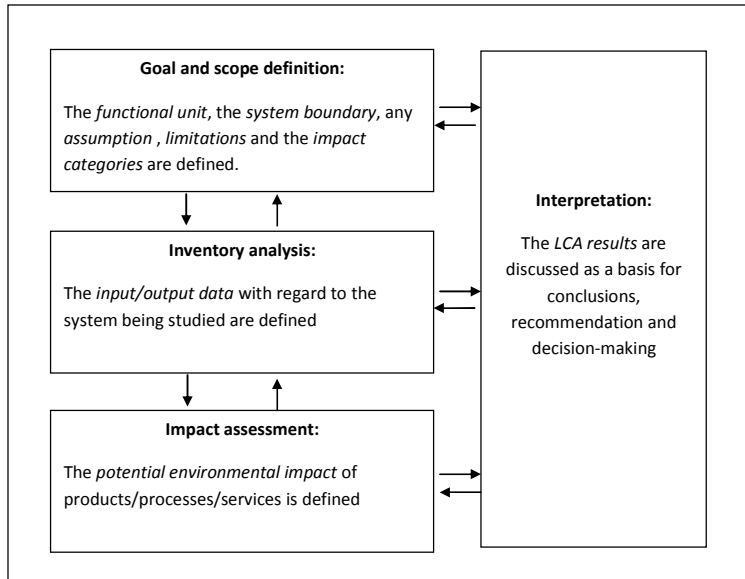 Goal and scope definition:
The functional unit, the system boundary, any
assumption , limitations and the impact
categories are defined.
Inventory analysis:
The input/output data with regard to the
system being studied are defined
Impact assessment:
The potential environmental impact of
products/processes/services is defined
Interpretation:
The LCA results are
discussed as a basis for
conclusions,
recommendation and
decision-making